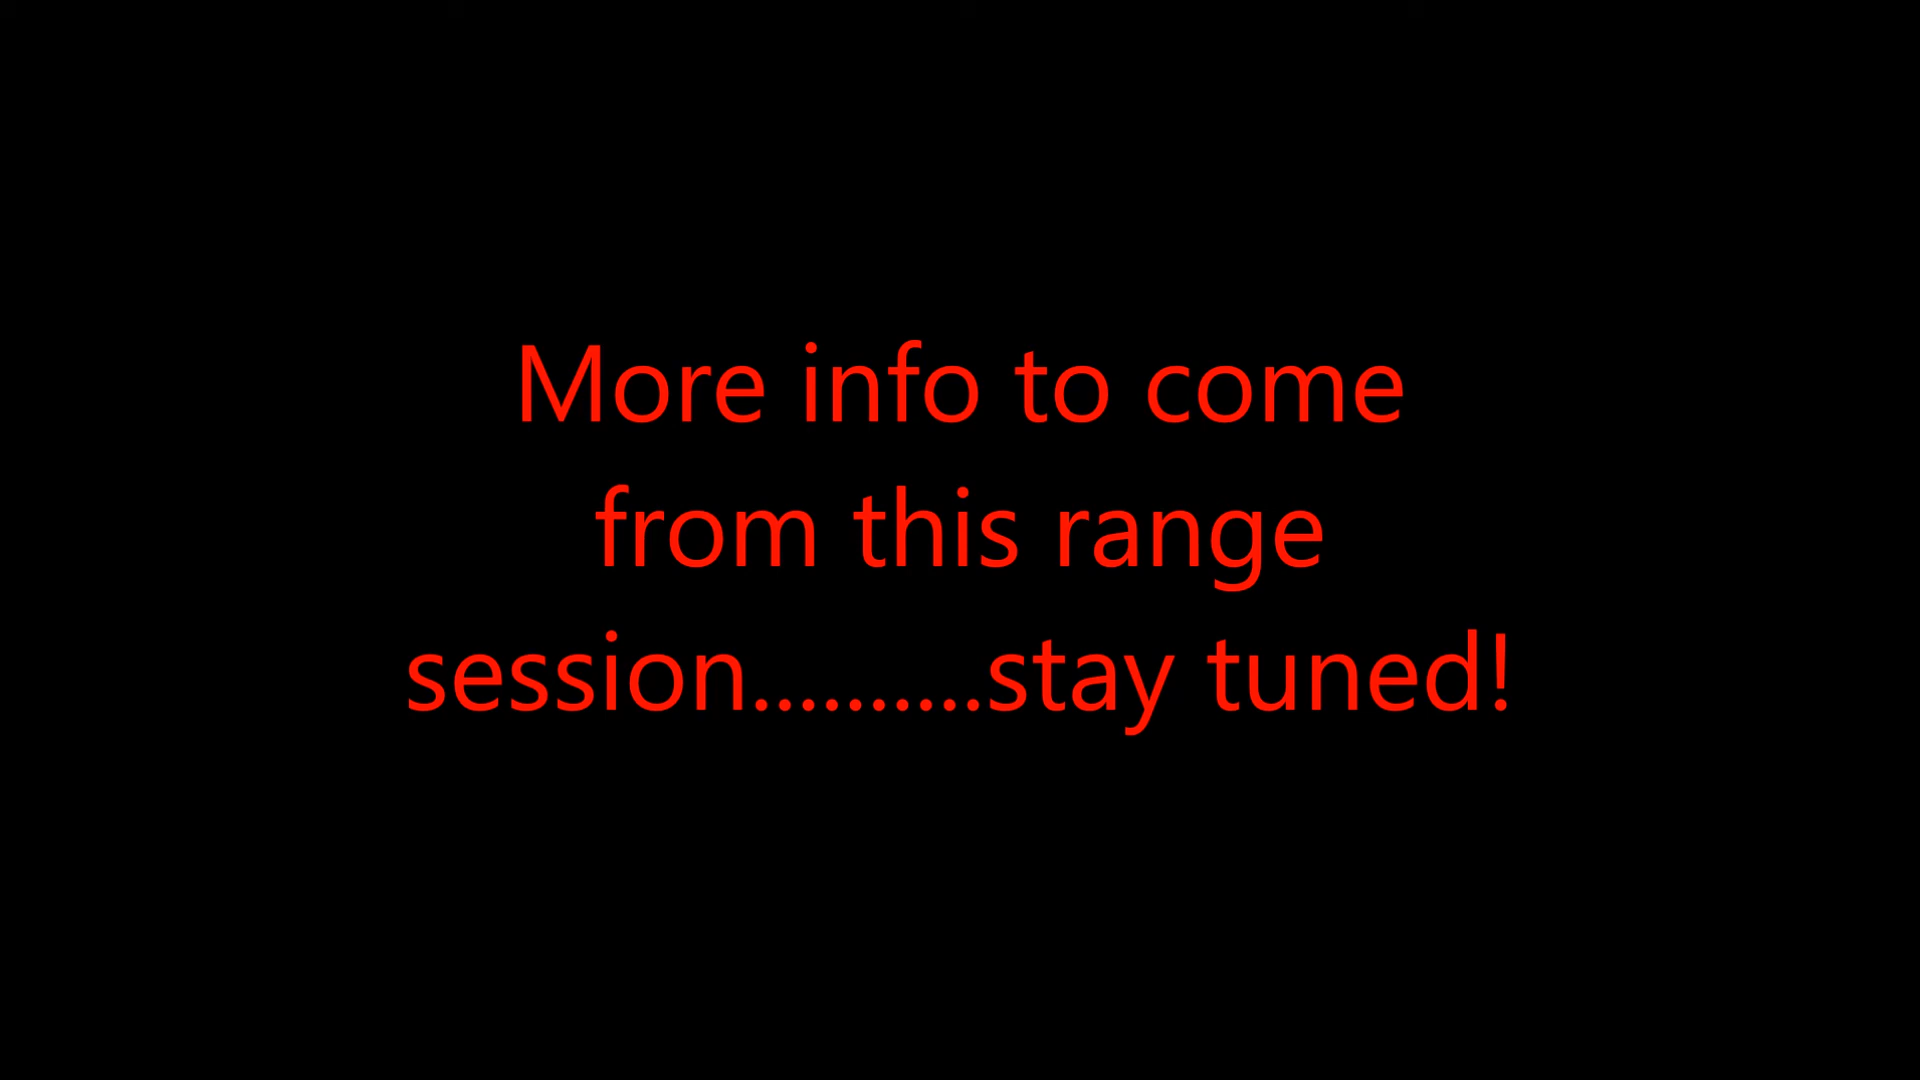 More info to come
from this range
session..........stay tuned!